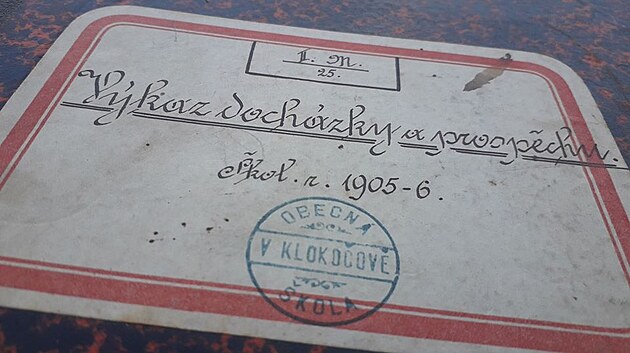 I. M.
25.
Výkaz docházky a prospěchu.
Škol. r. 1905-6.
OBECNÁ
V KLOKOČOVĚ
ŠKOLA